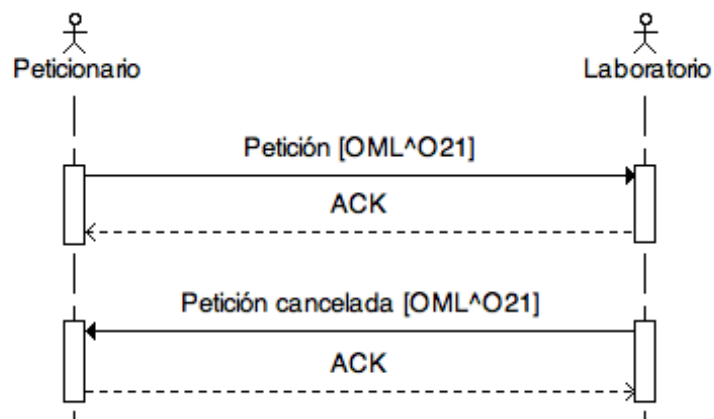 Peticionario
Laboratorio
Petición [OML^O21]
ACK
Petición cancelada [OML^O21]
ACK